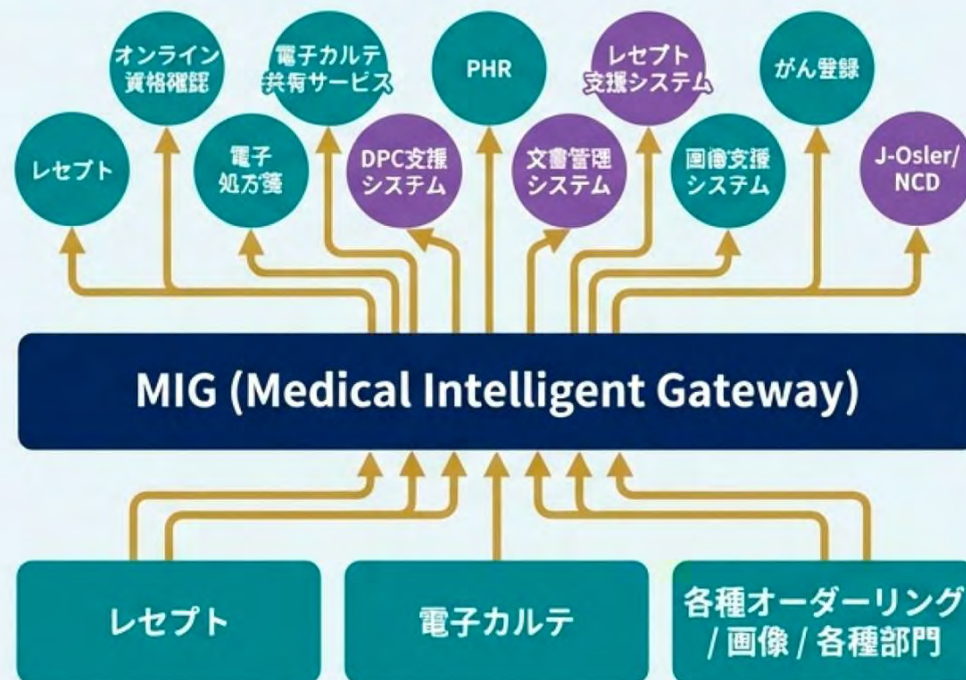 オンライン
資格確認
電子カルテ
共有サービス
PHR
レセプト
支援システム
がん登録
レセプト
電子
処方箋
DPC支援
システム
文書管理
システム
画像支援
システム
J-Osler/
NCD
MIG (Medical Intelligent Gateway)
レセプト
電子カルテ
各種オーダーリング
/ 画像 / 各種部門